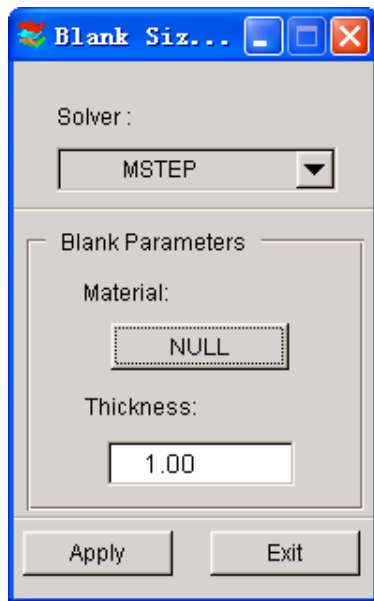 Blank Siz...
Solver :
MSTEP
Blank Parameters
Material:
NULL
Thickness:
1.00
Apply Exit